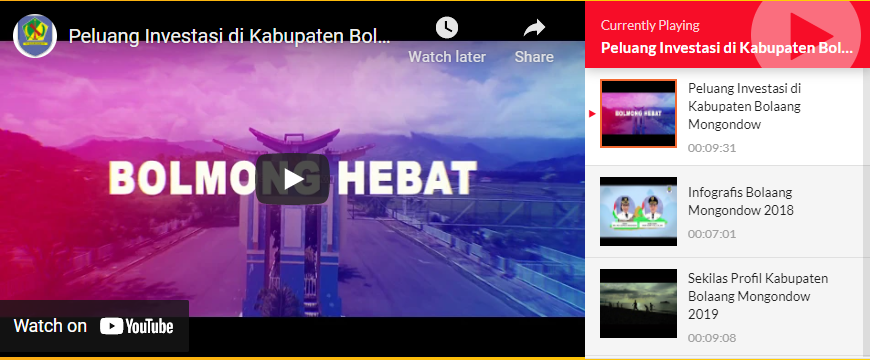 Peluang Investasi di Kabupaten Bol...
Watch later
Share
BOLMONG HEBAT
Watch on YouTube
Currently Playing
Peluang Investasi di Kabupaten Bol...
BOLMONG HEBAT
Peluang Investasi di
Kabupaten Bolaang
Mongondow
00:09:31
Infografis Bolaang
Mongondow 2018
00:07:01
Sekilas Profil Kabupaten
Bolaang Mongondow
2019
00:09:08